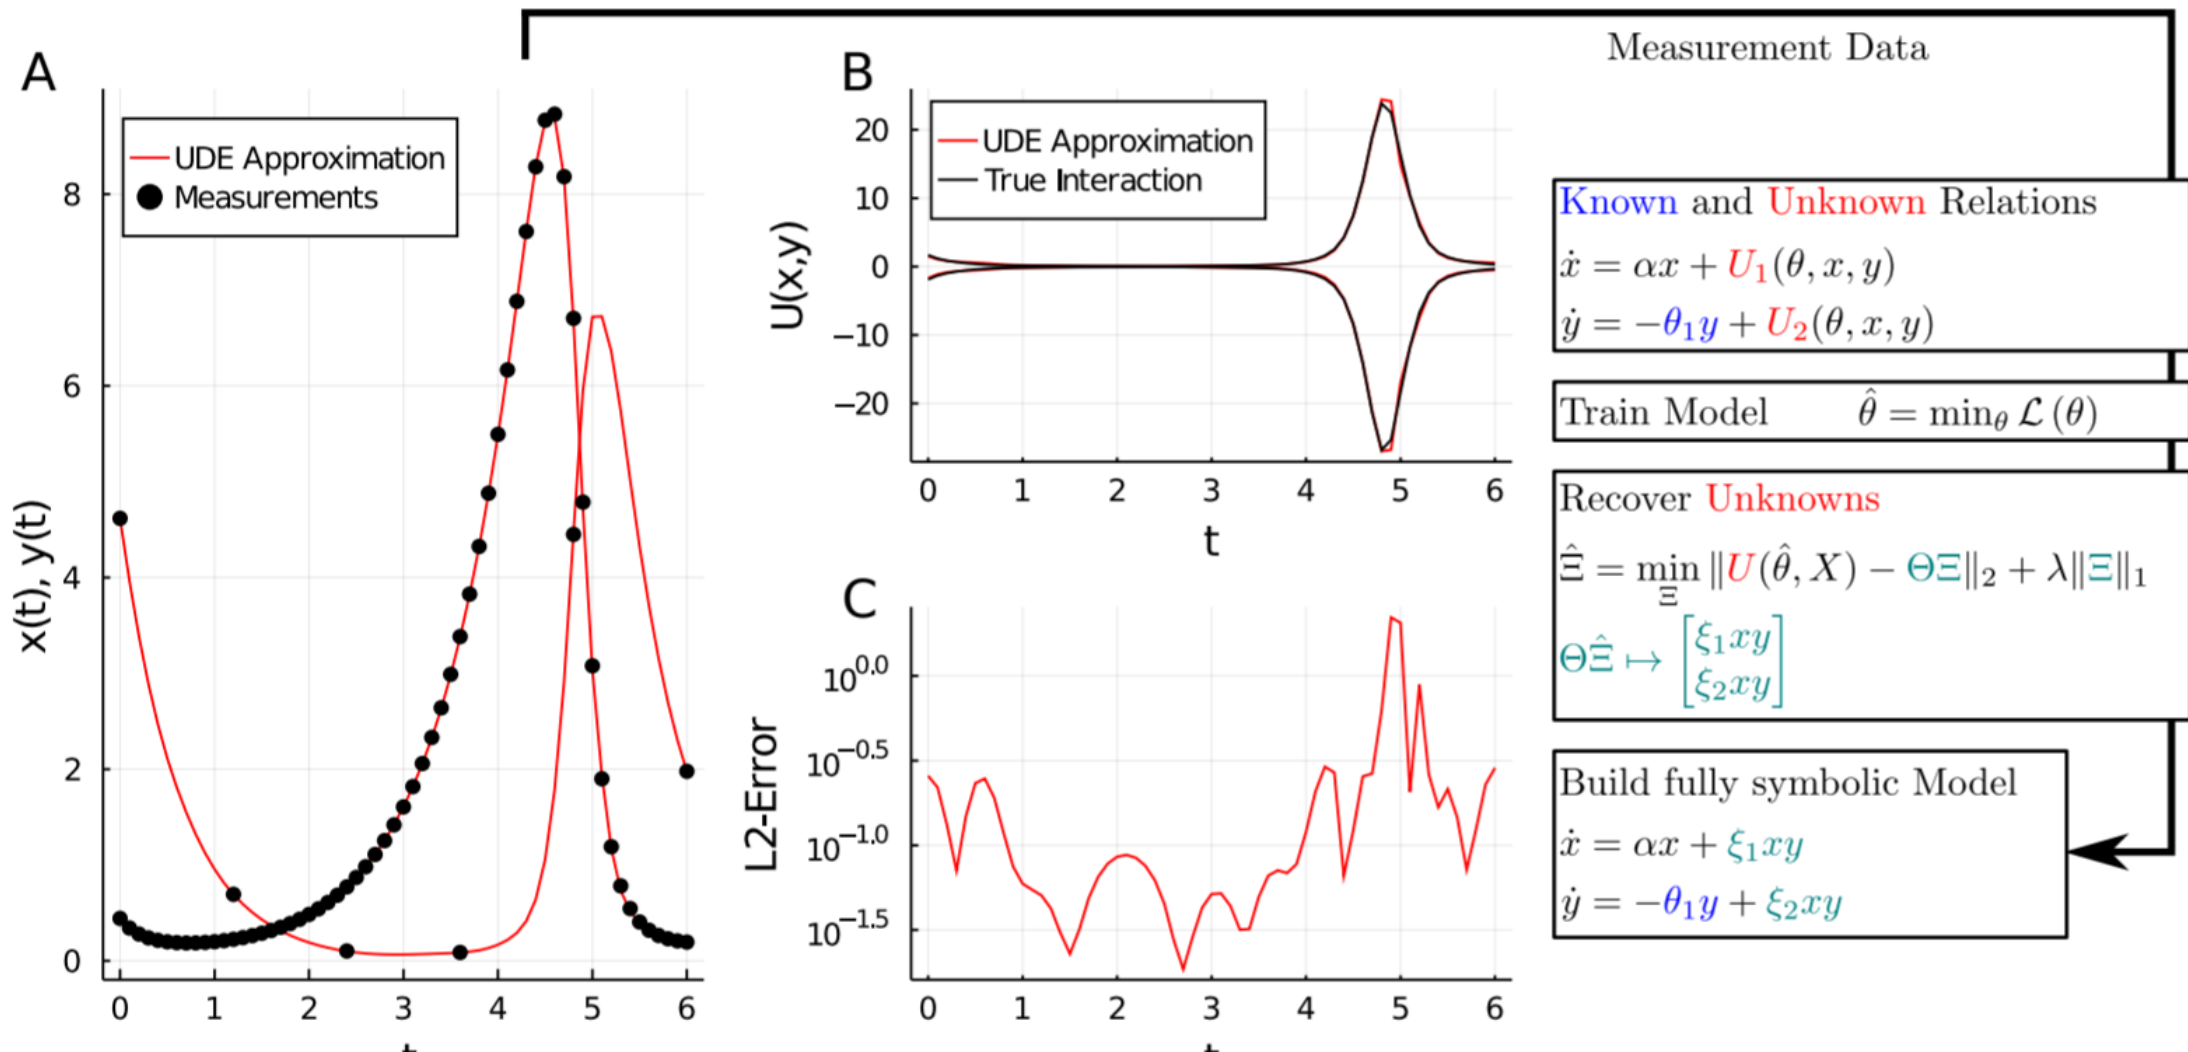 A
UDE Approximation
Measurements
8
6
4
2
0
x(t), y(t)
0 1 2 3 4 5 6
B
UDE Approximation
True Interaction
20
10
0
−10
−20
U(x,y)
0 1 2 3 4 5 6
t
C
10^0.0
10^−0.5
10^−1.0
10^−1.5
L2-Error
0 1 2 3 4 5 6
Measurement Data
Known and Unknown Relations
ẋ = αx + U₁(θ, x, y)
ẏ = −θ₁y + U₂(θ, x, y)
Train Model θ̂ = min_θ ℒ (θ)
Recover Unknowns
Ξ̂ = min_Ξ ‖U(θ̂, X) − ΘΞ‖₂ + λ‖Ξ‖₁
ΘΞ̂ ↦ [ξ₁xy
ξ₂xy]
Build fully symbolic Model
ẋ = αx + ξ₁xy
ẏ = −θ₁y + ξ₂xy